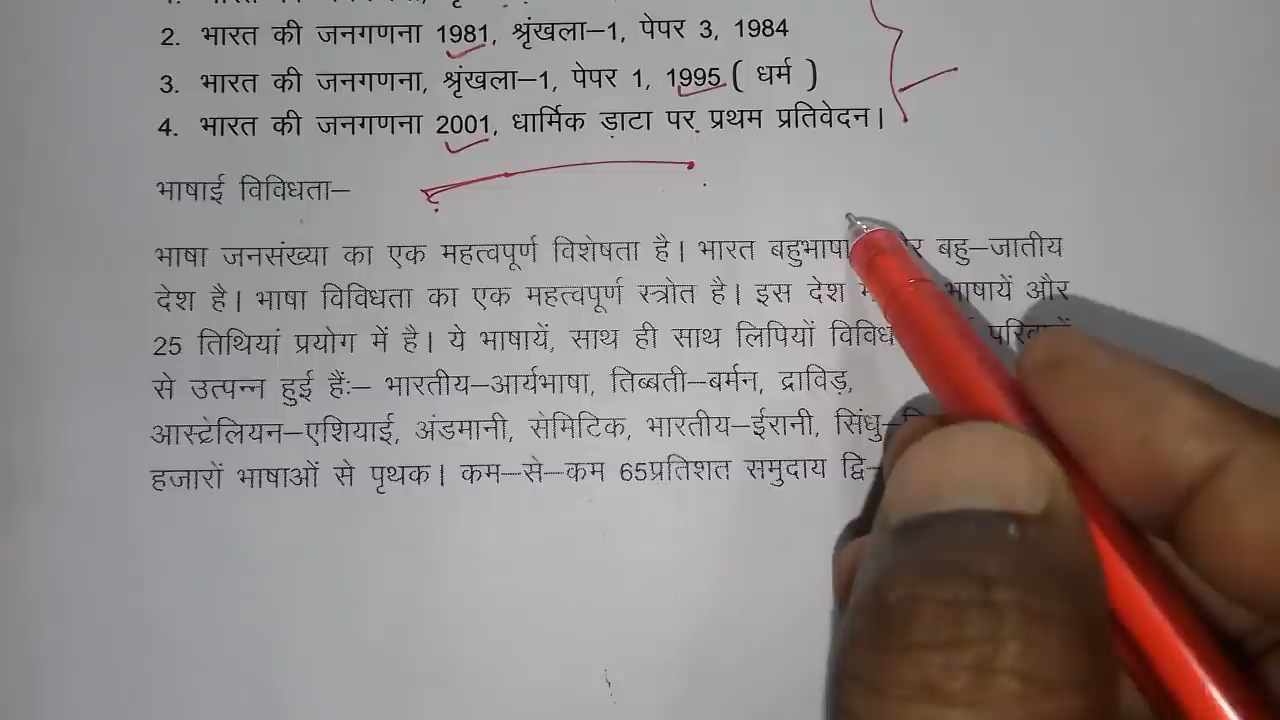 2. भारत की जनगणना 1981, श्रृंखला–1, पेपर 3, 1984
3. भारत की जनगणना, श्रृंखला–1, पेपर 1, 1995 ( धर्म )
4. भारत की जनगणना 2001, धार्मिक ड़ाटा पर प्रथम प्रतिवेदन।
भाषाई विविधता–
भाषा जनसंख्या का एक महत्वपूर्ण विशेषता है। भारत बहुभाषा बहु–जातीय
देश है। भाषा विविधता का एक महत्वपूर्ण स्त्रोत है। इस देश भाषायें और
25 तिथियां प्रयोग में है। ये भाषायें, साथ ही साथ लिपियों विविध
से उत्पन्न हुई हैंः– भारतीय–आर्यभाषा, तिब्बती–बर्मन, द्राविड़,
आस्ट्रेलियन–एशियाई, अंडमानी, सेमिटिक, भारतीय–ईरानी, सिंधु–
हजारों भाषाओं से पृथक। कम–से–कम 65प्रतिशत समुदाय द्वि–